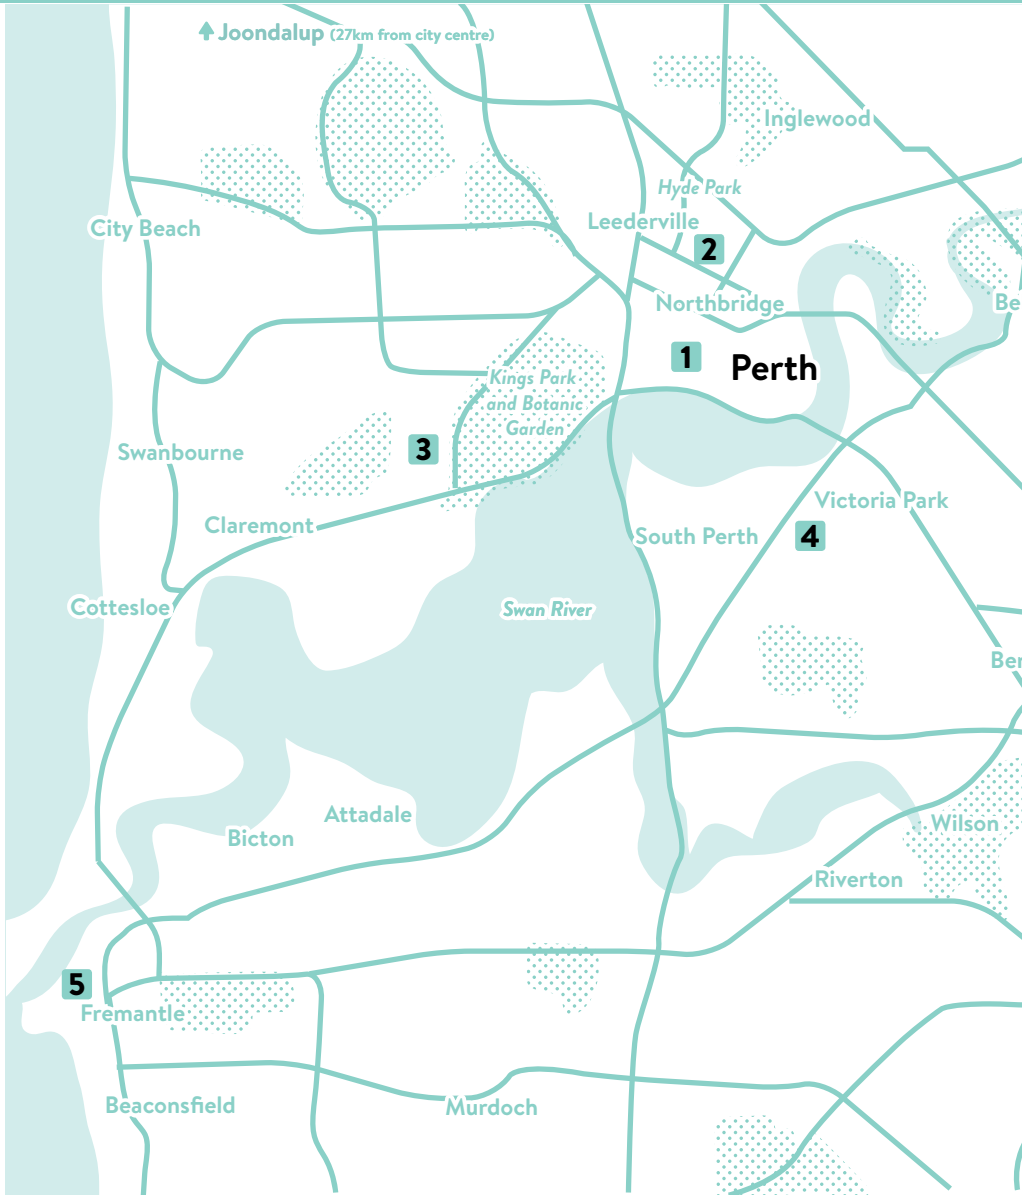 Joondalup (27km from city centre)
Inglewood
Hyde Park
Leederville
City Beach
2
Northbridge
Be
1
Perth
Kings Park
and Botanic
Garden
3
Swanbourne
Victoria Park
Claremont
South Perth
4
Cottesloe
Swan River
Ber
Attadale
Wilson
Bicton
Riverton
5
Fremantle
Beaconsfield
Murdoch